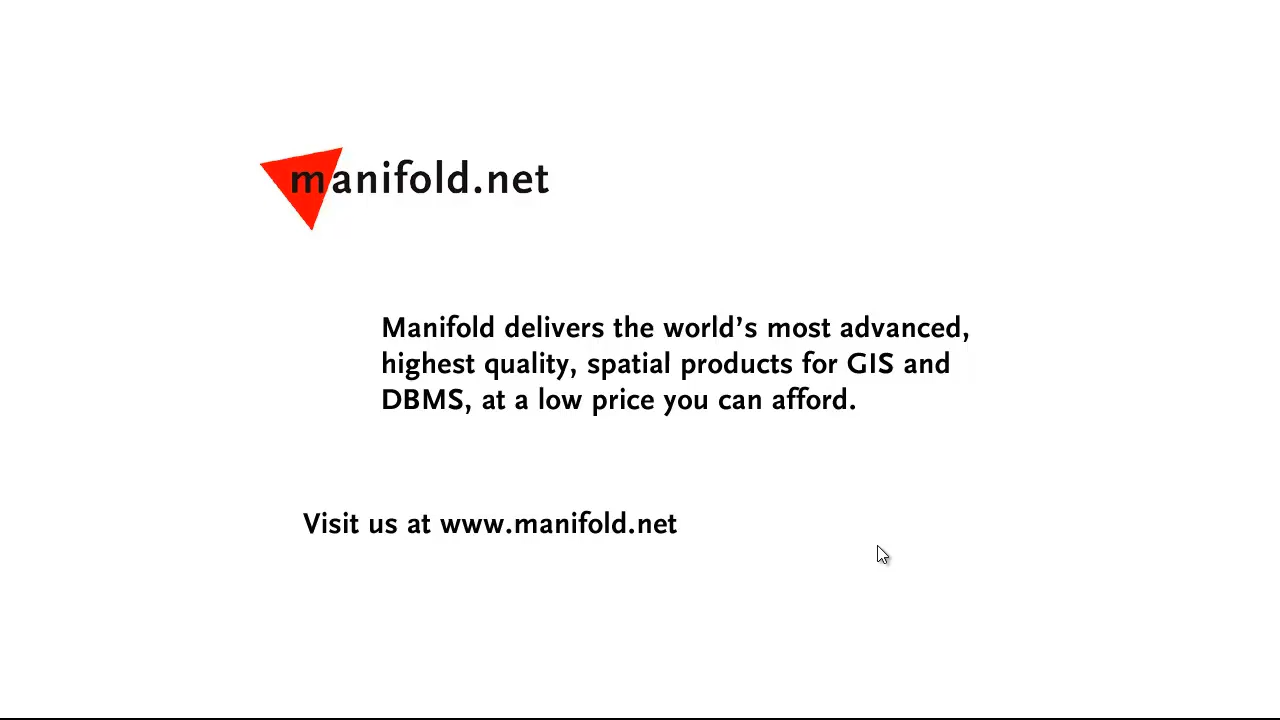 manifold.net
Manifold delivers the world’s most advanced,
highest quality, spatial products for GIS and
DBMS, at a low price you can afford.
Visit us at www.manifold.net